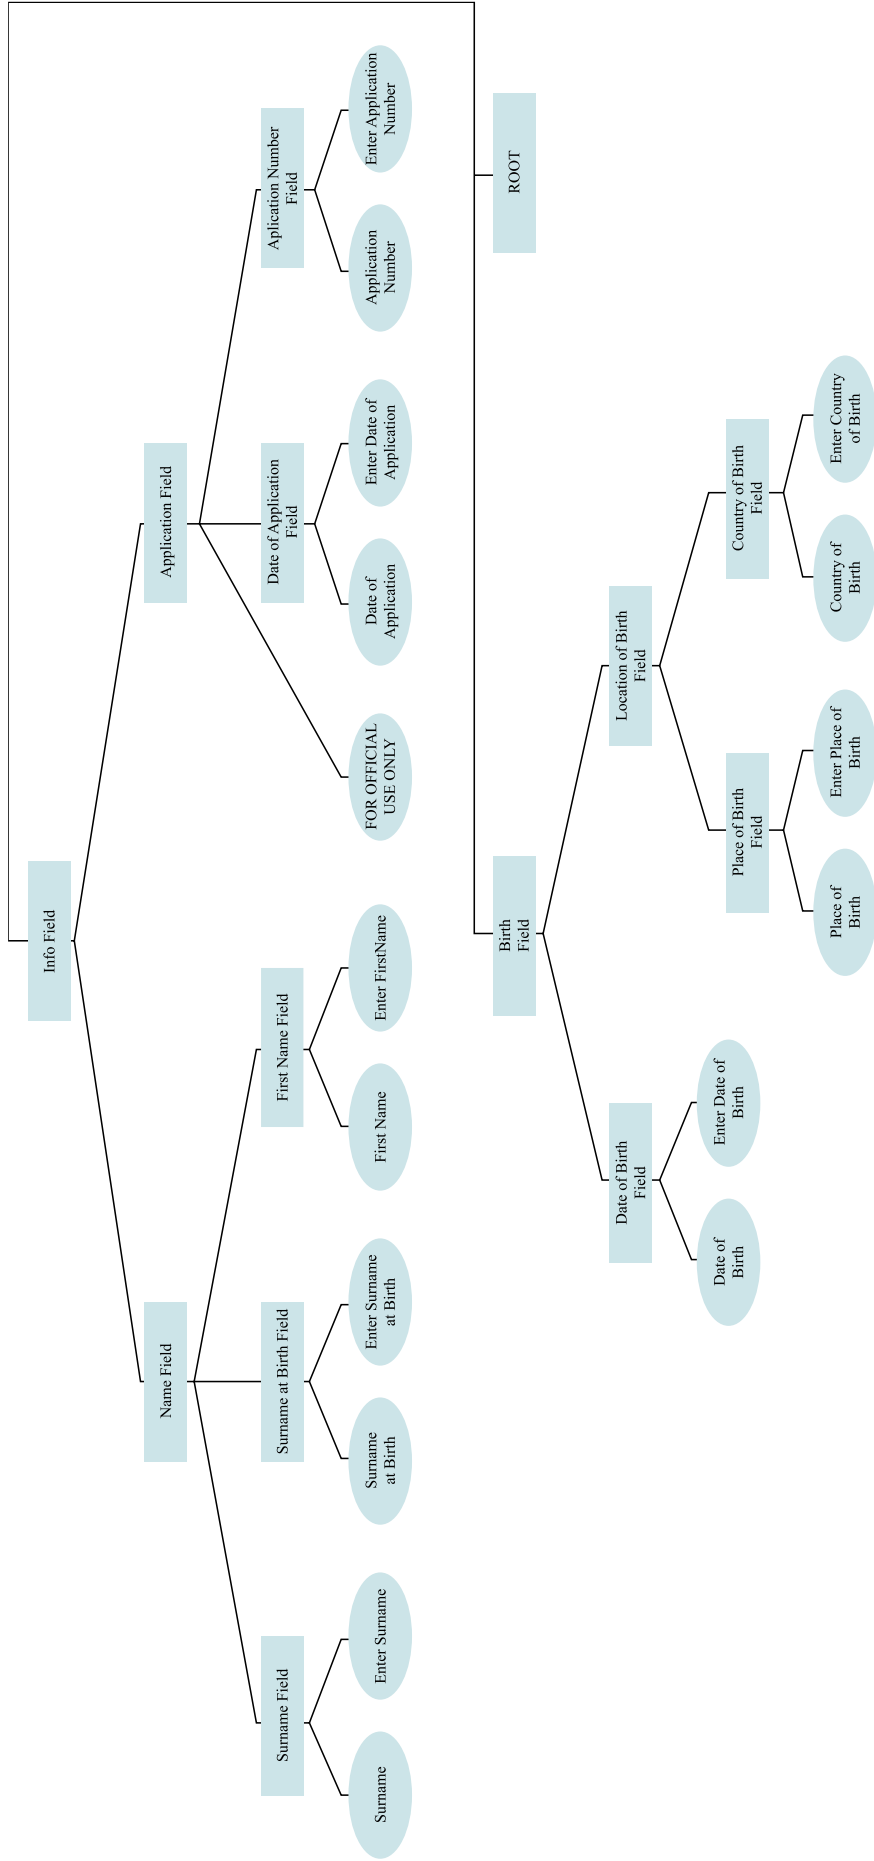 Info Field
Name Field
Application Field
Surname Field
Surname at Birth Field
First Name Field
Date of Application
Field
Aplication Number
Field
Surname
Enter Surname
Surname
at Birth
Enter Surname
at Birth
First Name
Enter FirstName
FOR OFFICIAL
USE ONLY
Date of
Application
Enter Date of
Application
Application
Number
Enter Application
Number
Birth
Field
ROOT
Date of Birth
Field
Location of Birth
Field
Date of
Birth
Enter Date of
Birth
Place of Birth
Field
Country of Birth
Field
Place of
Birth
Enter Place of
Birth
Country of
Birth
Enter Country
of Birth